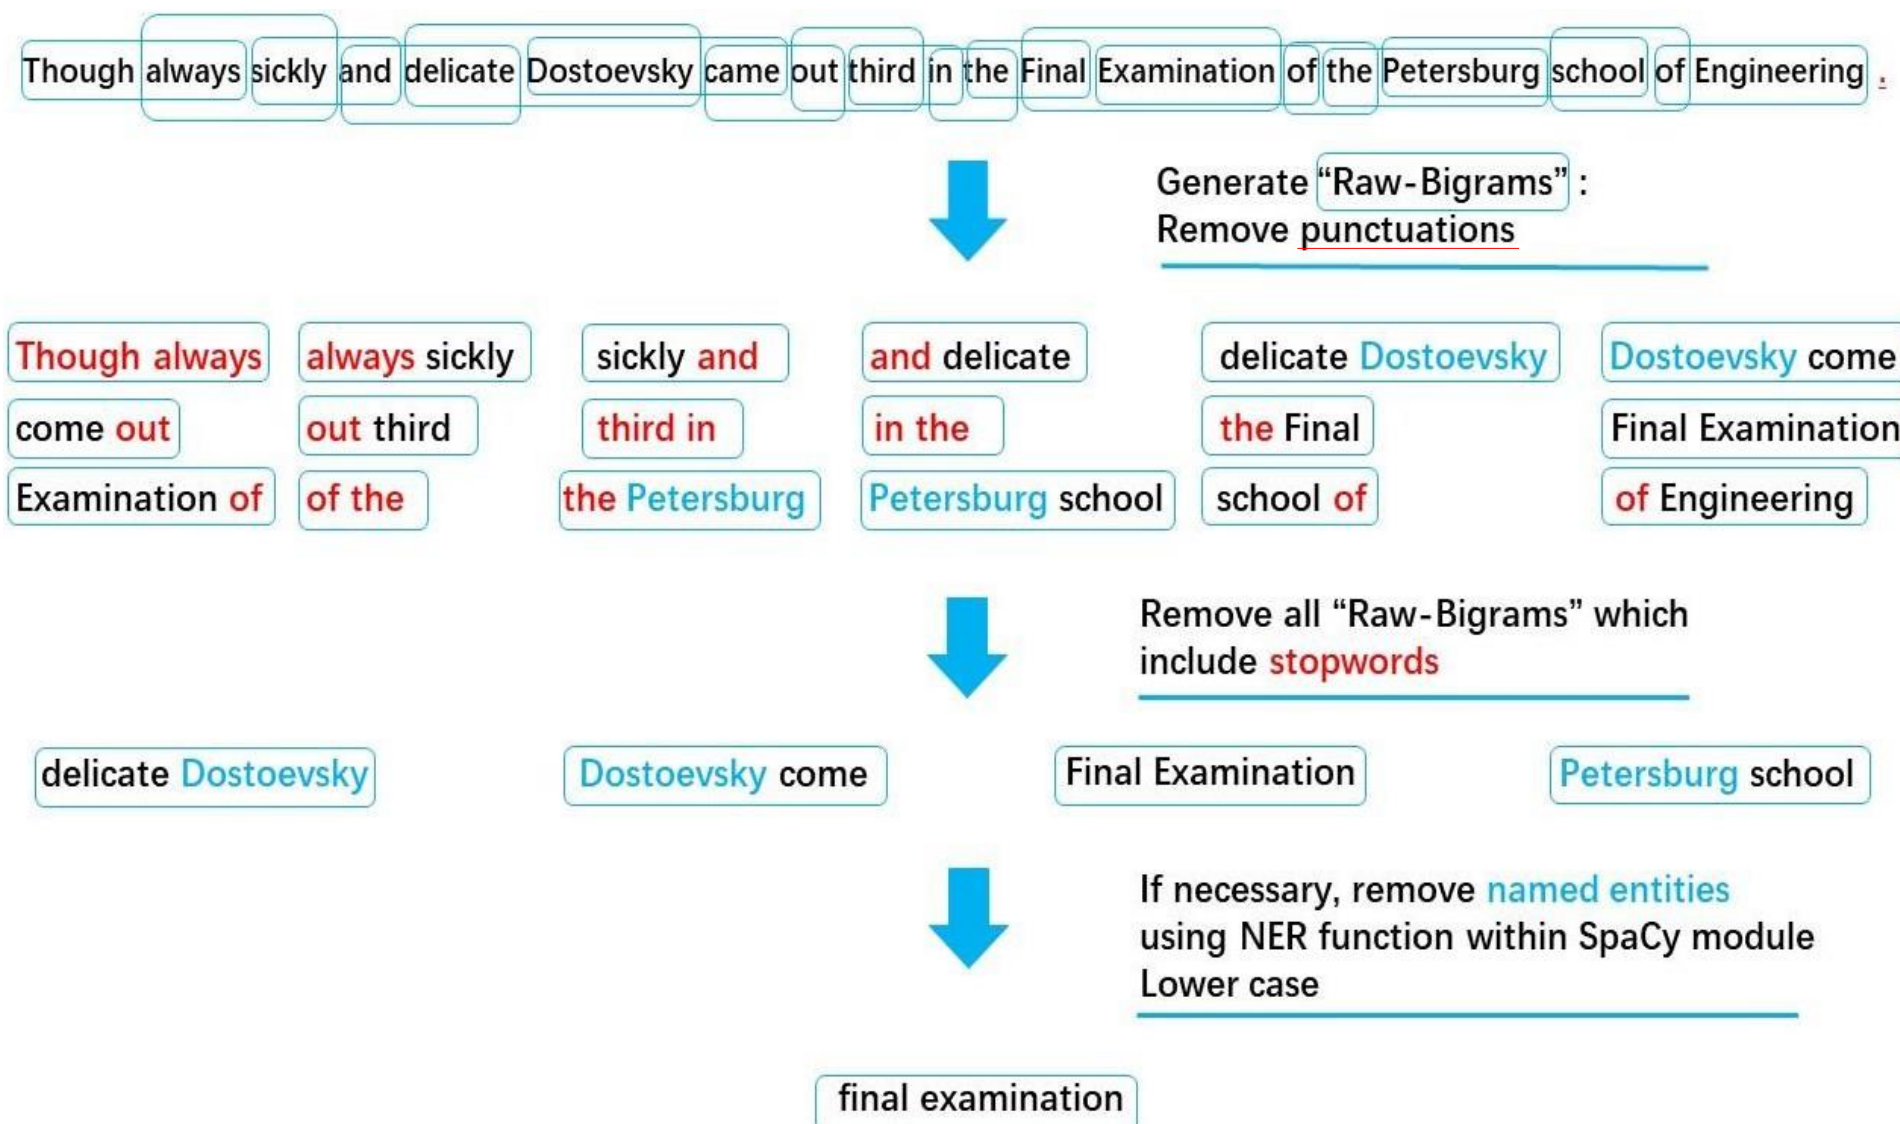 Though always sickly and delicate Dostoevsky came out third in the Final Examination of the Petersburg school of Engineering .
Generate “Raw-Bigrams” :
Remove punctuations
Though always always sickly sickly and and delicate delicate Dostoevsky Dostoevsky come
come out out third third in in the the Final Final Examination
Examination of of the the Petersburg Petersburg school school of of Engineering
Remove all “Raw-Bigrams” which
include stopwords
delicate Dostoevsky Dostoevsky come Final Examination Petersburg school
If necessary, remove named entities
using NER function within SpaCy module
Lower case
final examination